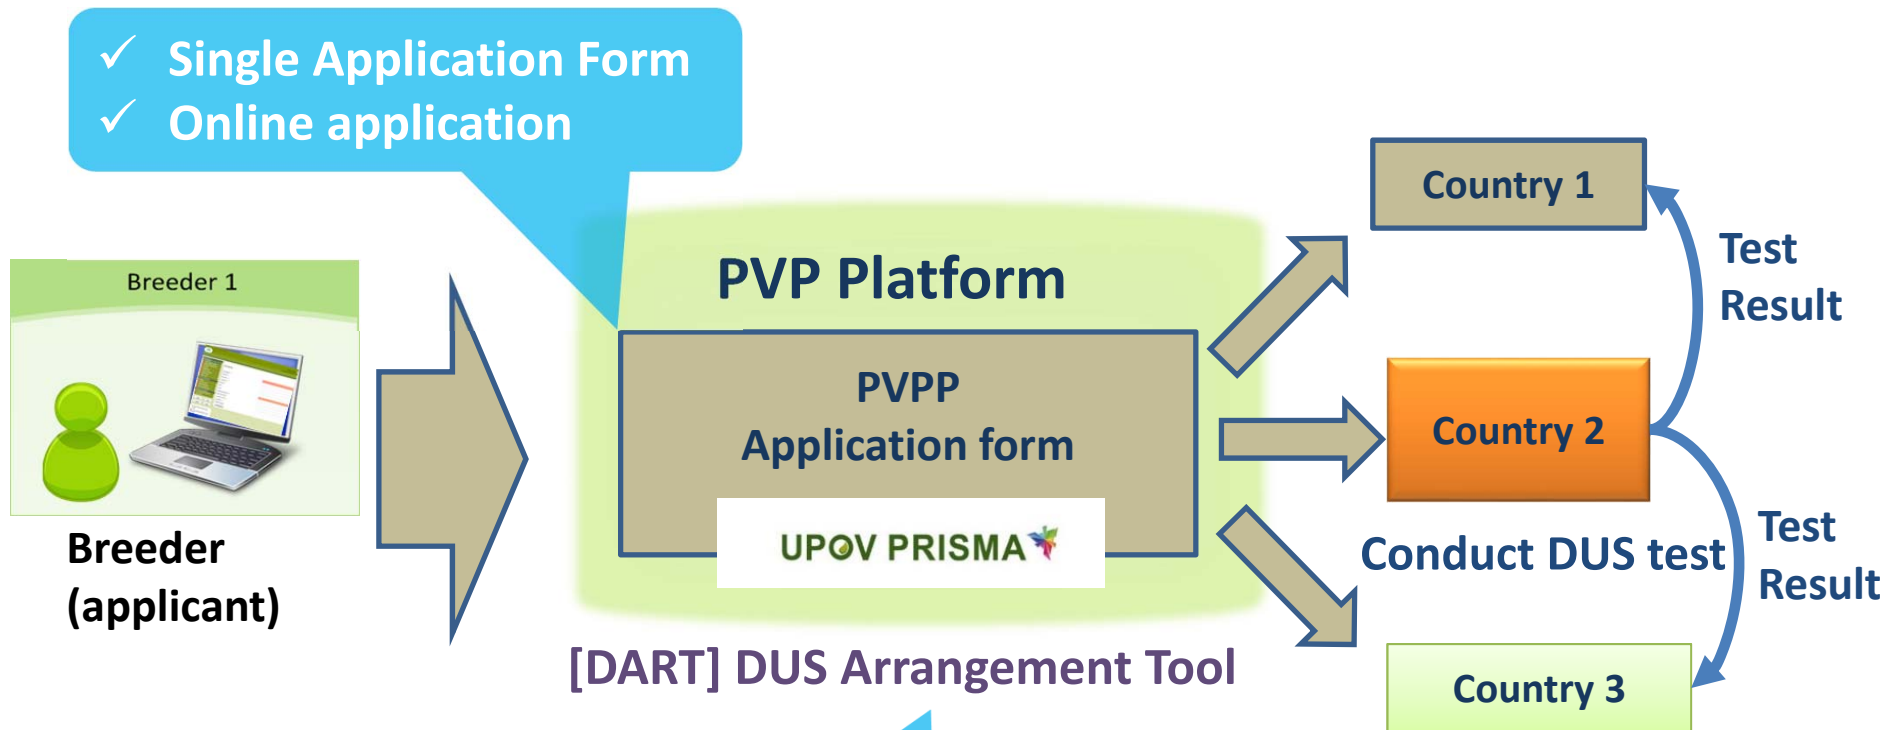 ✓ Single Application Form
✓ Online application
Breeder 1
Breeder
(applicant)
PVP Platform
PVPP
Application form
UPOV PRISMA
[DART] DUS Arrangement Tool
Country 1
Test
Result
Country 2
Conduct DUS test
Test
Result
Country 3